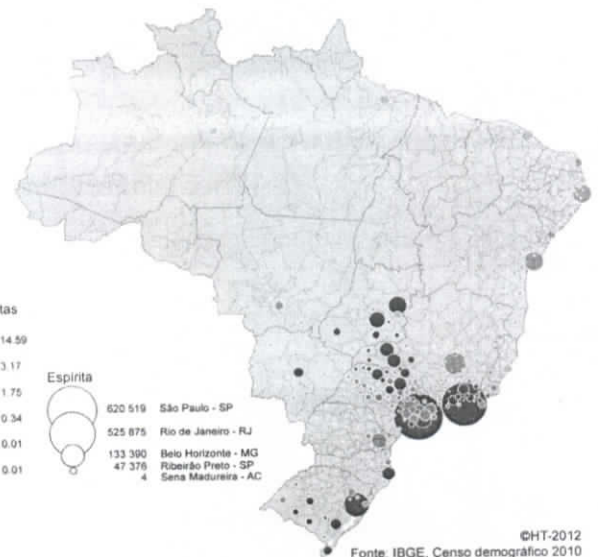 tas
14.59
3.17
1.75
0.34
0.01
0.01
Espírita
620 519 São Paulo - SP
525 875 Rio de Janeiro - RJ
133 390 Belo Horizonte - MG
47 376 Ribeirão Preto - SP
4 Sena Madureira - AC
©HT-2012
Fonte: IBGE, Censo demográfico 2010